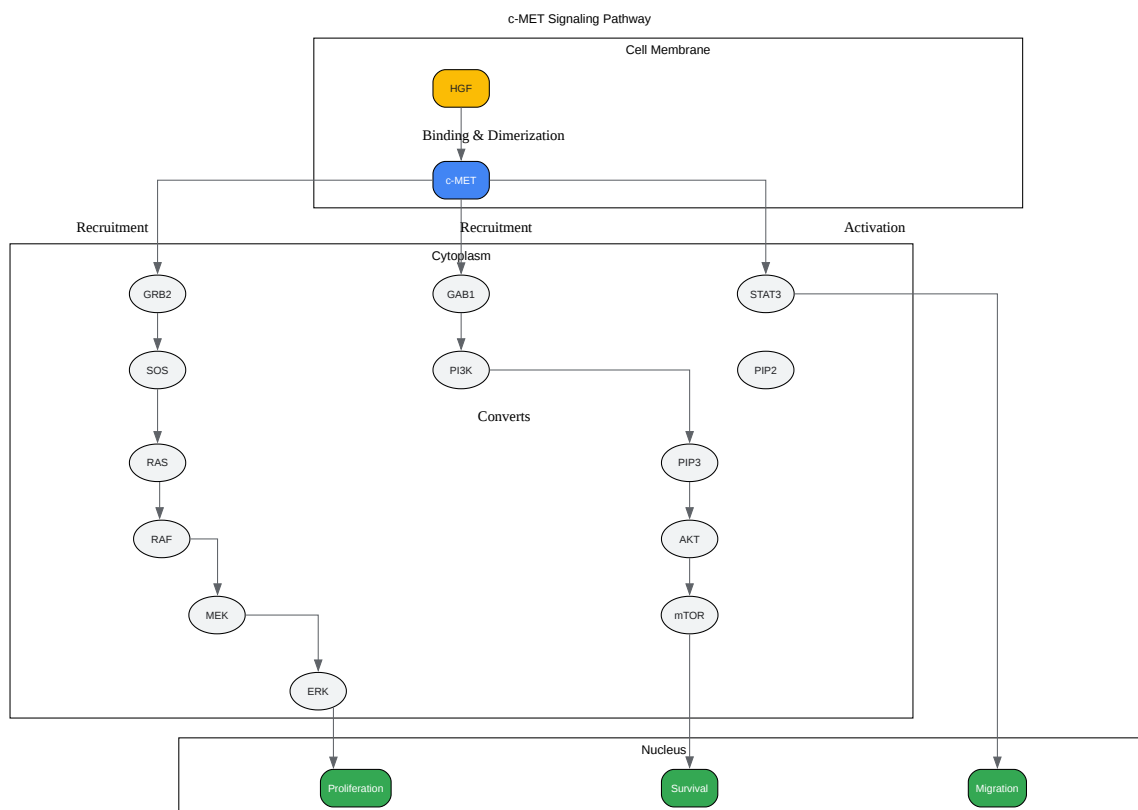 c-MET Signaling Pathway
Cell Membrane
HGF
Binding & Dimerization
c-MET
Recruitment
Recruitment
Activation
Cytoplasm
GRB2
GAB1
STAT3
SOS
PI3K
PIP2
Converts
RAS
PIP3
RAF
AKT
MEK
mTOR
ERK
Nucleus
Proliferation
Survival
Migration